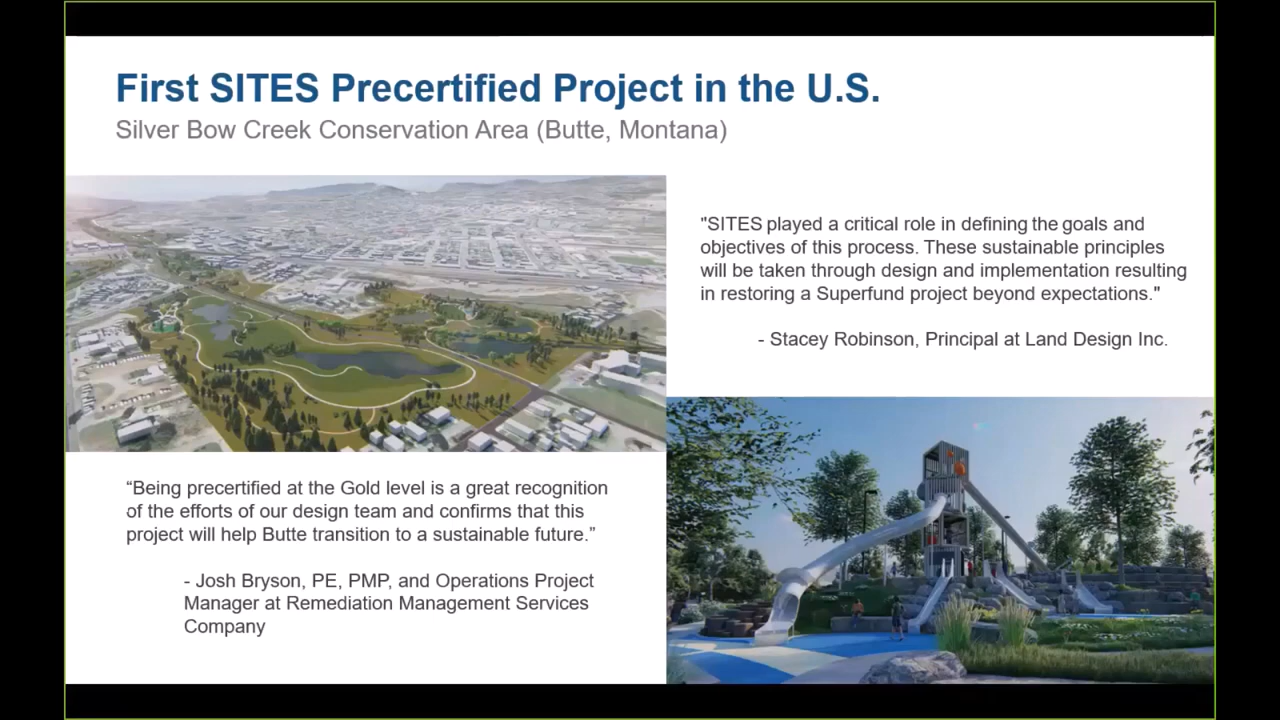 First SITES Precertified Project in the U.S.
Silver Bow Creek Conservation Area (Butte, Montana)
"SITES played a critical role in defining the goals and
objectives of this process. These sustainable principles
will be taken through design and implementation resulting
in restoring a Superfund project beyond expectations."
- Stacey Robinson, Principal at Land Design Inc.
“Being precertified at the Gold level is a great recognition
of the efforts of our design team and confirms that this
project will help Butte transition to a sustainable future.”
- Josh Bryson, PE, PMP, and Operations Project
Manager at Remediation Management Services
Company